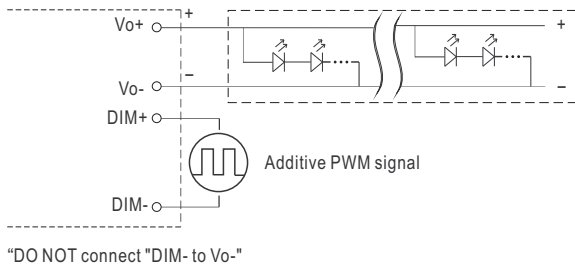 Vo+ + +
Vo- - -
DIM+
Additive PWM signal
DIM-
“DO NOT connect "DIM- to Vo-"